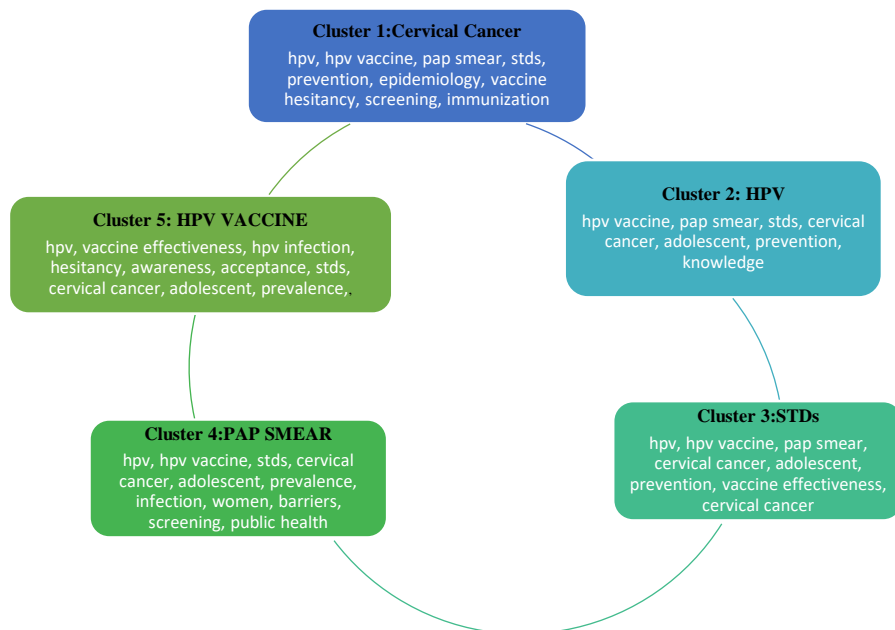 Cluster 1:Cervical Cancer
hpv, hpv vaccine, pap smear, stds,
prevention, epidemiology, vaccine
hesitancy, screening, immunization
Cluster 2: HPV
hpv vaccine, pap smear, stds, cervical
cancer, adolescent, prevention,
knowledge
Cluster 3:STDs
hpv, hpv vaccine, pap smear,
cervical cancer, adolescent,
prevention, vaccine effectiveness,
cervical cancer
Cluster 4:PAP SMEAR
hpv, hpv vaccine, stds, cervical
cancer, adolescent, prevalence,
infection, women, barriers,
screening, public health
Cluster 5: HPV VACCINE
hpv, vaccine effectiveness, hpv infection,
hesitancy, awareness, acceptance, stds,
cervical cancer, adolescent, prevalence,.